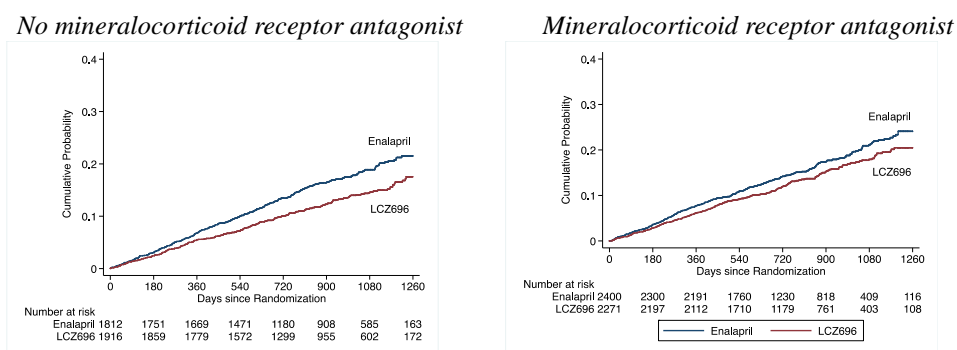 No mineralocorticoid receptor antagonist
Cumulative Probability
0.4
0.3
0.2
0.1
0
Enalapril
LCZ696
0 180 360 540 720 900 1080 1260
Days since Randomization
Number at risk
Enalapril 1812 1751 1669 1471 1180 908 585 163
LCZ696 1916 1859 1779 1572 1299 955 602 172
Mineralocorticoid receptor antagonist
Cumulative Probability
0.4
0.3
0.2
0.1
0
Enalapril
LCZ696
0 180 360 540 720 900 1080 1260
Days since Randomization
Number at risk
Enalapril 2400 2300 2191 1760 1230 818 409 116
LCZ696 2271 2197 2112 1710 1179 761 403 108
Enalapril LCZ696